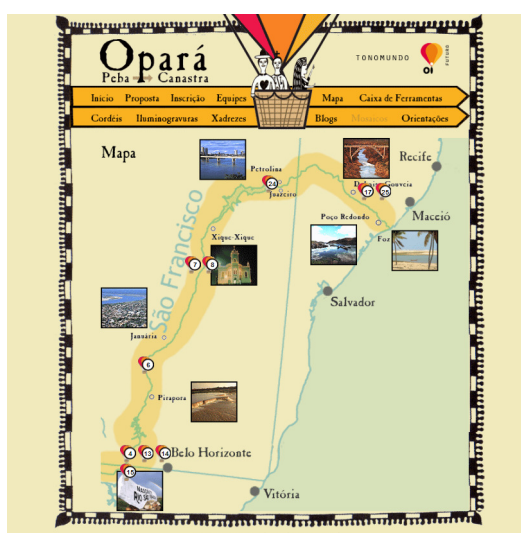 Opará
Peba Canastra
TONOMUNDO
oi
FUTURO
Início Proposta Inscrição Equipes Mapa Caixa de Ferramentas
Cordéis Iluminogravuras Xadrezes Blogs Mosaicos Orientações
Mapa
Recife
Petrolina
24
Juazeiro
Gouveia
17
25
Maceió
Poço Redondo
Foz
Xique-Xique
7
8
São Francisco
Salvador
Januária
6
Pirapora
4
13
14
Belo Horizonte
15
Vitória